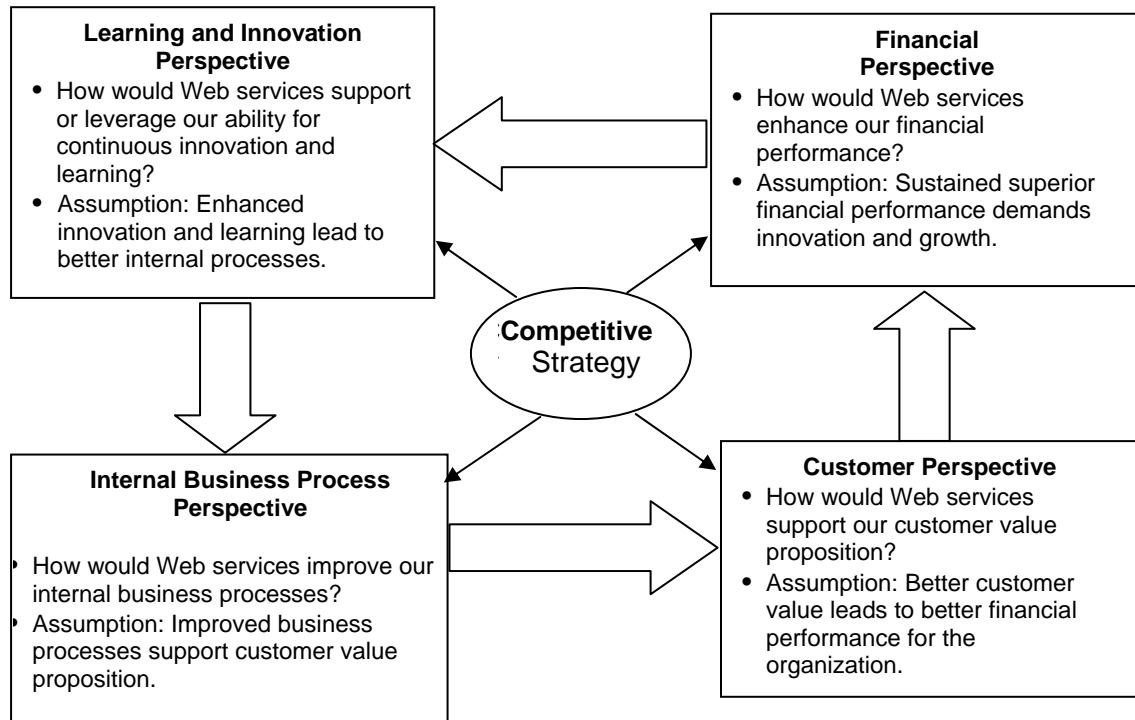 Learning and Innovation
Perspective
• How would Web services support
or leverage our ability for
continuous innovation and
learning?
• Assumption: Enhanced
innovation and learning lead to
better internal processes.
Financial
Perspective
• How would Web services
enhance our financial
performance?
• Assumption: Sustained superior
financial performance demands
innovation and growth.
Competitive
Strategy
Internal Business Process
Perspective
• How would Web services improve our
internal business processes?
• Assumption: Improved business
processes support customer value
proposition.
Customer Perspective
• How would Web services
support our customer value
proposition?
• Assumption: Better customer
value leads to better financial
performance for the
organization.